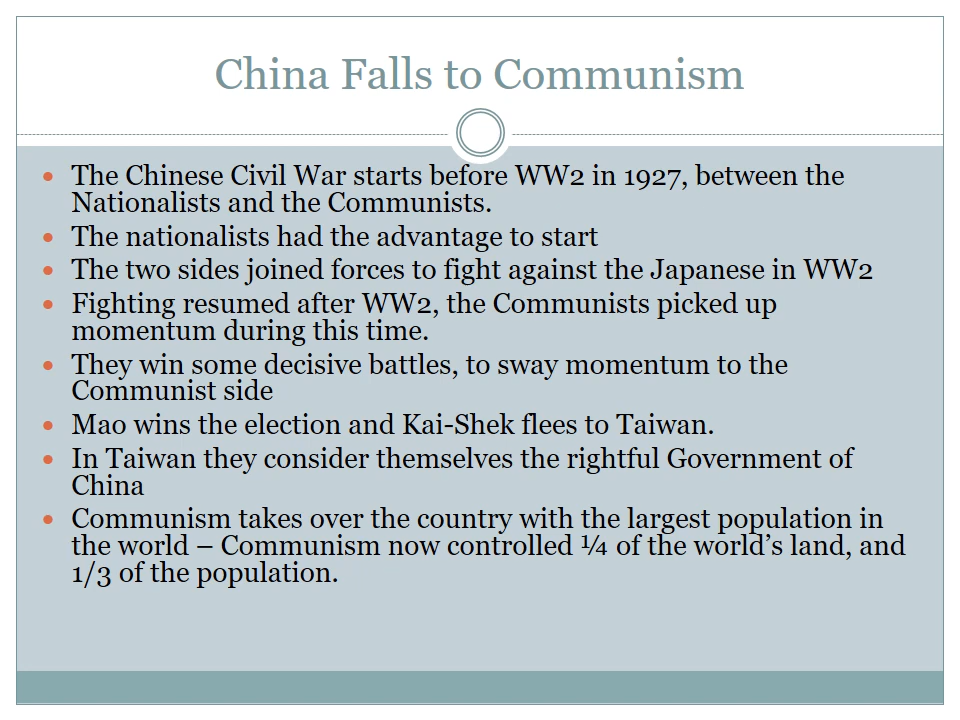 China Falls to Communism
• The Chinese Civil War starts before WW2 in 1927, between the
Nationalists and the Communists.
• The nationalists had the advantage to start
• The two sides joined forces to fight against the Japanese in WW2
• Fighting resumed after WW2, the Communists picked up
momentum during this time.
• They win some decisive battles, to sway momentum to the
Communist side
• Mao wins the election and Kai-Shek flees to Taiwan.
• In Taiwan they consider themselves the rightful Government of
China
• Communism takes over the country with the largest population in
the world – Communism now controlled ¼ of the world’s land, and
1/3 of the population.